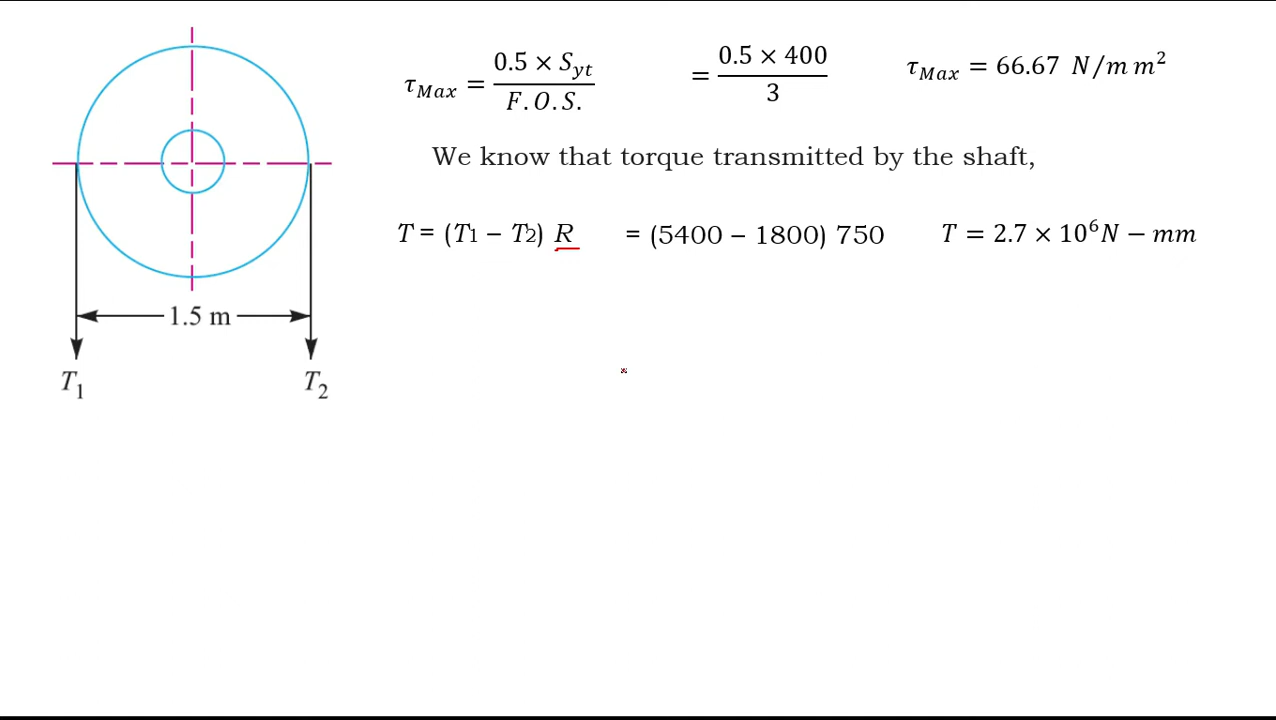 τ_Max = (0.5 × S_yt)/(F.O.S.) = (0.5 × 400)/3 τ_Max = 66.67 N/mm²
We know that torque transmitted by the shaft,
T = (T1 − T2) R = (5400 − 1800) 750 T = 2.7 × 10⁶N − mm
1.5 m
T₁ T₂